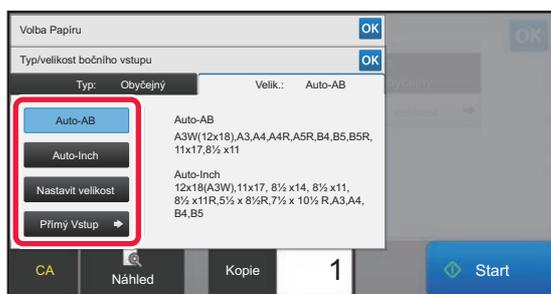 Volba Papíru
OK
Typ/velikost bočního vstupu
OK
Typ: Obyčejný
Velik.: Auto-AB
Auto-AB
Auto-Inch
Nastavit velikost
Přímý Vstup
Auto-AB
A3W(12x18),A3,A4,A4R,A5R,B4,B5,B5R,
11x17,8½ x11
Auto-Inch
12x18(A3W),11x17, 8½ x14, 8½ x11,
8½ x11R,5½ x 8½R,7½ x 10½ R,A3,A4,
B4,B5
OK
Obyčejný
CA
Náhled
Kopie
1
Start